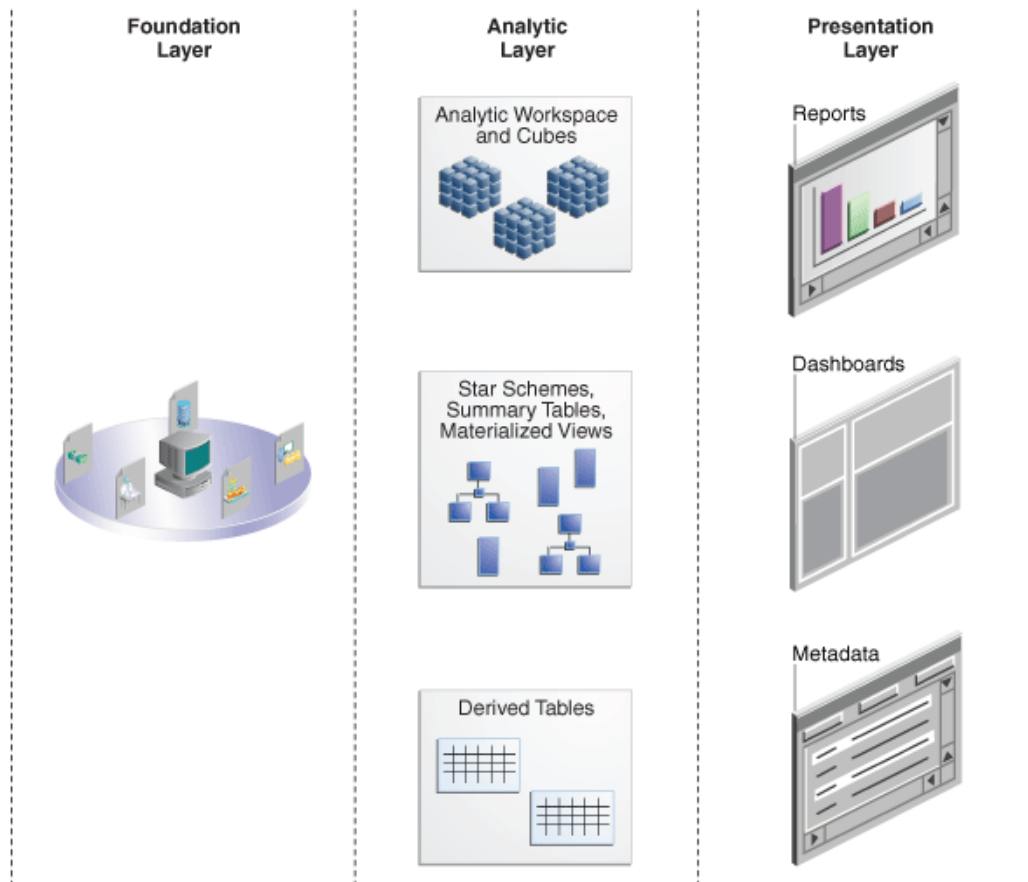 Foundation
Layer
Analytic
Layer
Presentation
Layer
Analytic Workspace
and Cubes
Reports
Star Schemes,
Summary Tables,
Materialized Views
Dashboards
Derived Tables
Metadata